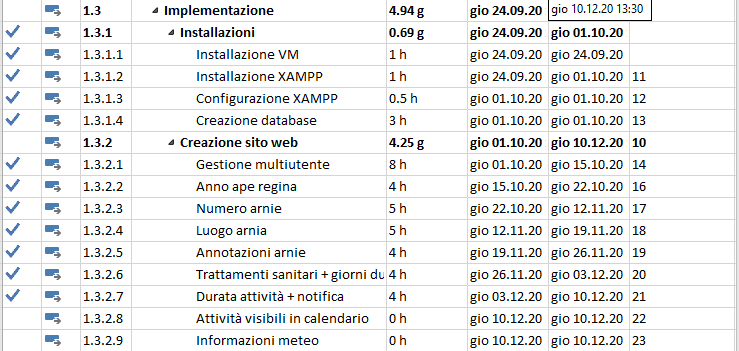 1.3 Implementazione 4.94 g gio 24.09.20 gio 10.12.20 13:30
1.3.1 Installazioni 0.69 g gio 24.09.20 gio 01.10.20
1.3.1.1 Installazione VM 1 h gio 24.09.20 gio 24.09.20
1.3.1.2 Installazione XAMPP 1 h gio 24.09.20 gio 01.10.20 11
1.3.1.3 Configurazione XAMPP 0.5 h gio 01.10.20 gio 01.10.20 12
1.3.1.4 Creazione database 3 h gio 01.10.20 gio 01.10.20 13
1.3.2 Creazione sito web 4.25 g gio 01.10.20 gio 10.12.20 10
1.3.2.1 Gestione multiutente 8 h gio 01.10.20 gio 15.10.20 14
1.3.2.2 Anno ape regina 4 h gio 15.10.20 gio 22.10.20 16
1.3.2.3 Numero arnie 5 h gio 22.10.20 gio 12.11.20 17
1.3.2.4 Luogo arnia 5 h gio 12.11.20 gio 19.11.20 18
1.3.2.5 Annotazioni arnie 4 h gio 19.11.20 gio 26.11.20 19
1.3.2.6 Trattamenti sanitari + giorni du 4 h gio 26.11.20 gio 03.12.20 20
1.3.2.7 Durata attività + notifica 4 h gio 03.12.20 gio 10.12.20 21
1.3.2.8 Attività visibili in calendario 0 h gio 10.12.20 gio 10.12.20 22
1.3.2.9 Informazioni meteo 0 h gio 10.12.20 gio 10.12.20 23